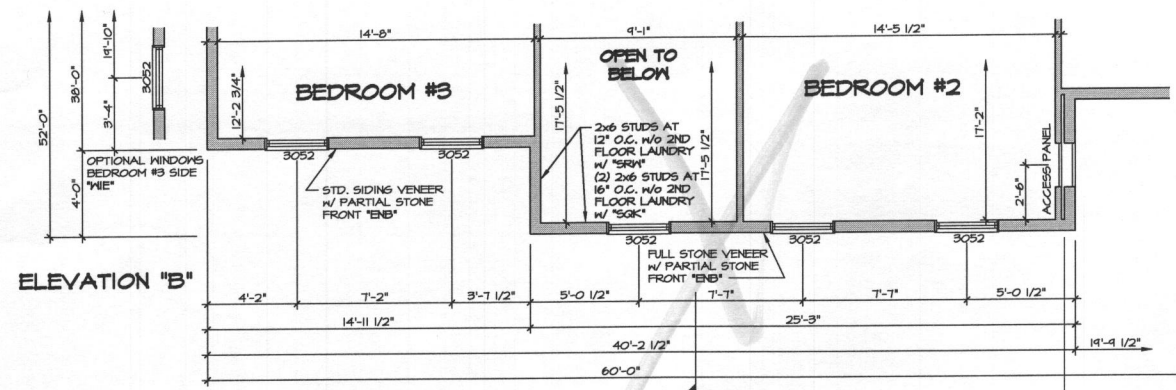 14'-8"
9'-1"
14'-5 1/2"
52'-0"
38'-0"
19'-10"
3052
3'-4"
4'-0"
12'-2 3/4"
BEDROOM #3
OPEN TO
BELOW
BEDROOM #2
17'-5 1/2"
17'-5 1/2"
17'-2"
2'-6"
ACCESS PANEL
2x6 STUDS AT
12" O.C. w/o 2ND
FLOOR LAUNDRY
w/ "SRW"
(2) 2x6 STUDS AT
16" O.C. w/o 2ND
FLOOR LAUNDRY
w/ "SGK"
OPTIONAL WINDOWS
BEDROOM #3 SIDE
"WIE"
3052
3052
STD. SIDING VENEER
w/ PARTIAL STONE
FRONT "ENB"
3052
3052
3052
FULL STONE VENEER
w/ PARTIAL STONE
FRONT "ENB"
ELEVATION "B"
4'-2"
7'-2"
3'-7 1/2"
5'-0 1/2"
7'-7"
7'-7"
5'-0 1/2"
14'-11 1/2"
25'-3"
40'-2 1/2"
19'-9 1/2"
60'-0"